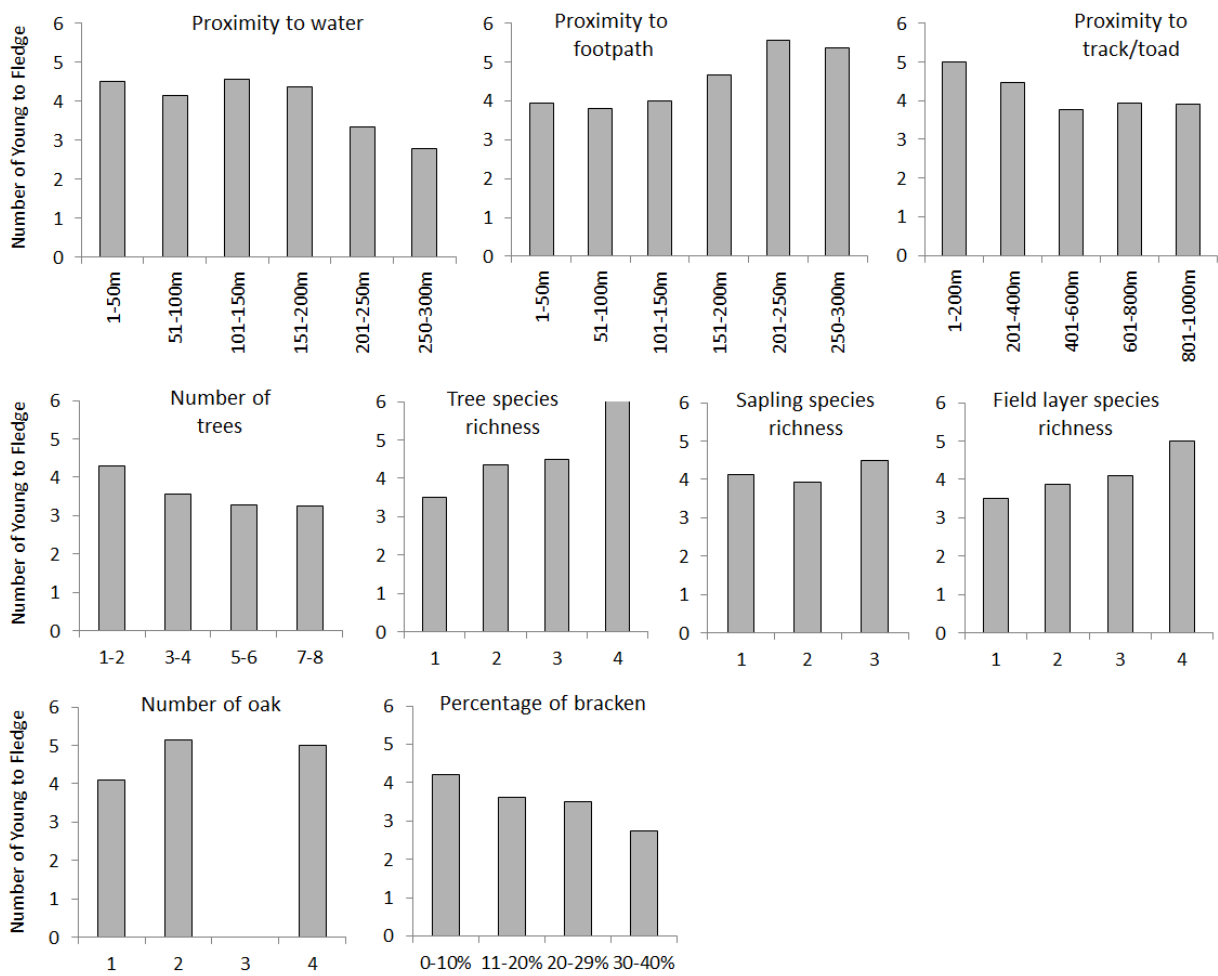 Proximity to water
Number of Young to Fledge
6
5
4
3
2
1
0
1-50m
51-100m
101-150m
151-200m
201-250m
250-300m
Proximity to
footpath
6
5
4
3
2
1
0
1-50m
51-100m
101-150m
151-200m
201-250m
250-300m
Proximity to
track/toad
6
5
4
3
2
1
0
1-200m
201-400m
401-600m
601-800m
801-1000m
Number of
trees
Number of Young to Fledge
6
5
4
3
2
1
0
1-2 3-4 5-6 7-8
Tree species
richness
6
5
4
3
2
1
0
1 2 3 4
Sapling species
richness
6
5
4
3
2
1
0
1 2 3
Field layer species
richness
6
5
4
3
2
1
0
1 2 3 4
Number of oak
Number of Young to Fledge
6
5
4
3
2
1
0
1 2 3 4
Percentage of bracken
6
5
4
3
2
1
0
0-10% 11-20% 20-29% 30-40%